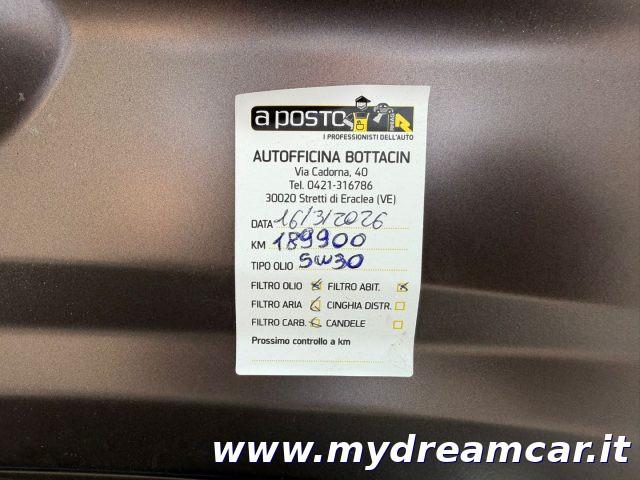 a POSTO
I PROFESSIONISTI DELL'AUTO
AUTOFFICINA BOTTACIN
Via Cadorna, 40
Tel. 0421-316786
30020 Stretti di Eraclea (VE)
DATA 16/3/2026
KM 189900
TIPO OLIO 5W30
FILTRO OLIO FILTRO ABIT.
FILTRO ARIA CINGHIA DISTR.
FILTRO CARB. CANDELE
Prossimo controllo a km
www.mydreamcar.it